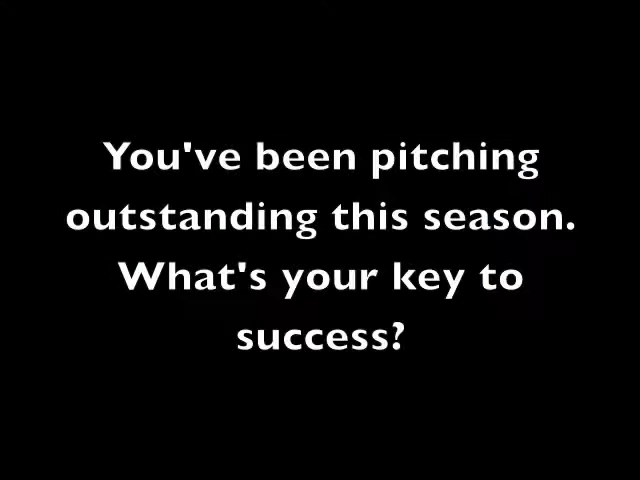 You've been pitching
outstanding this season.
What's your key to
success?